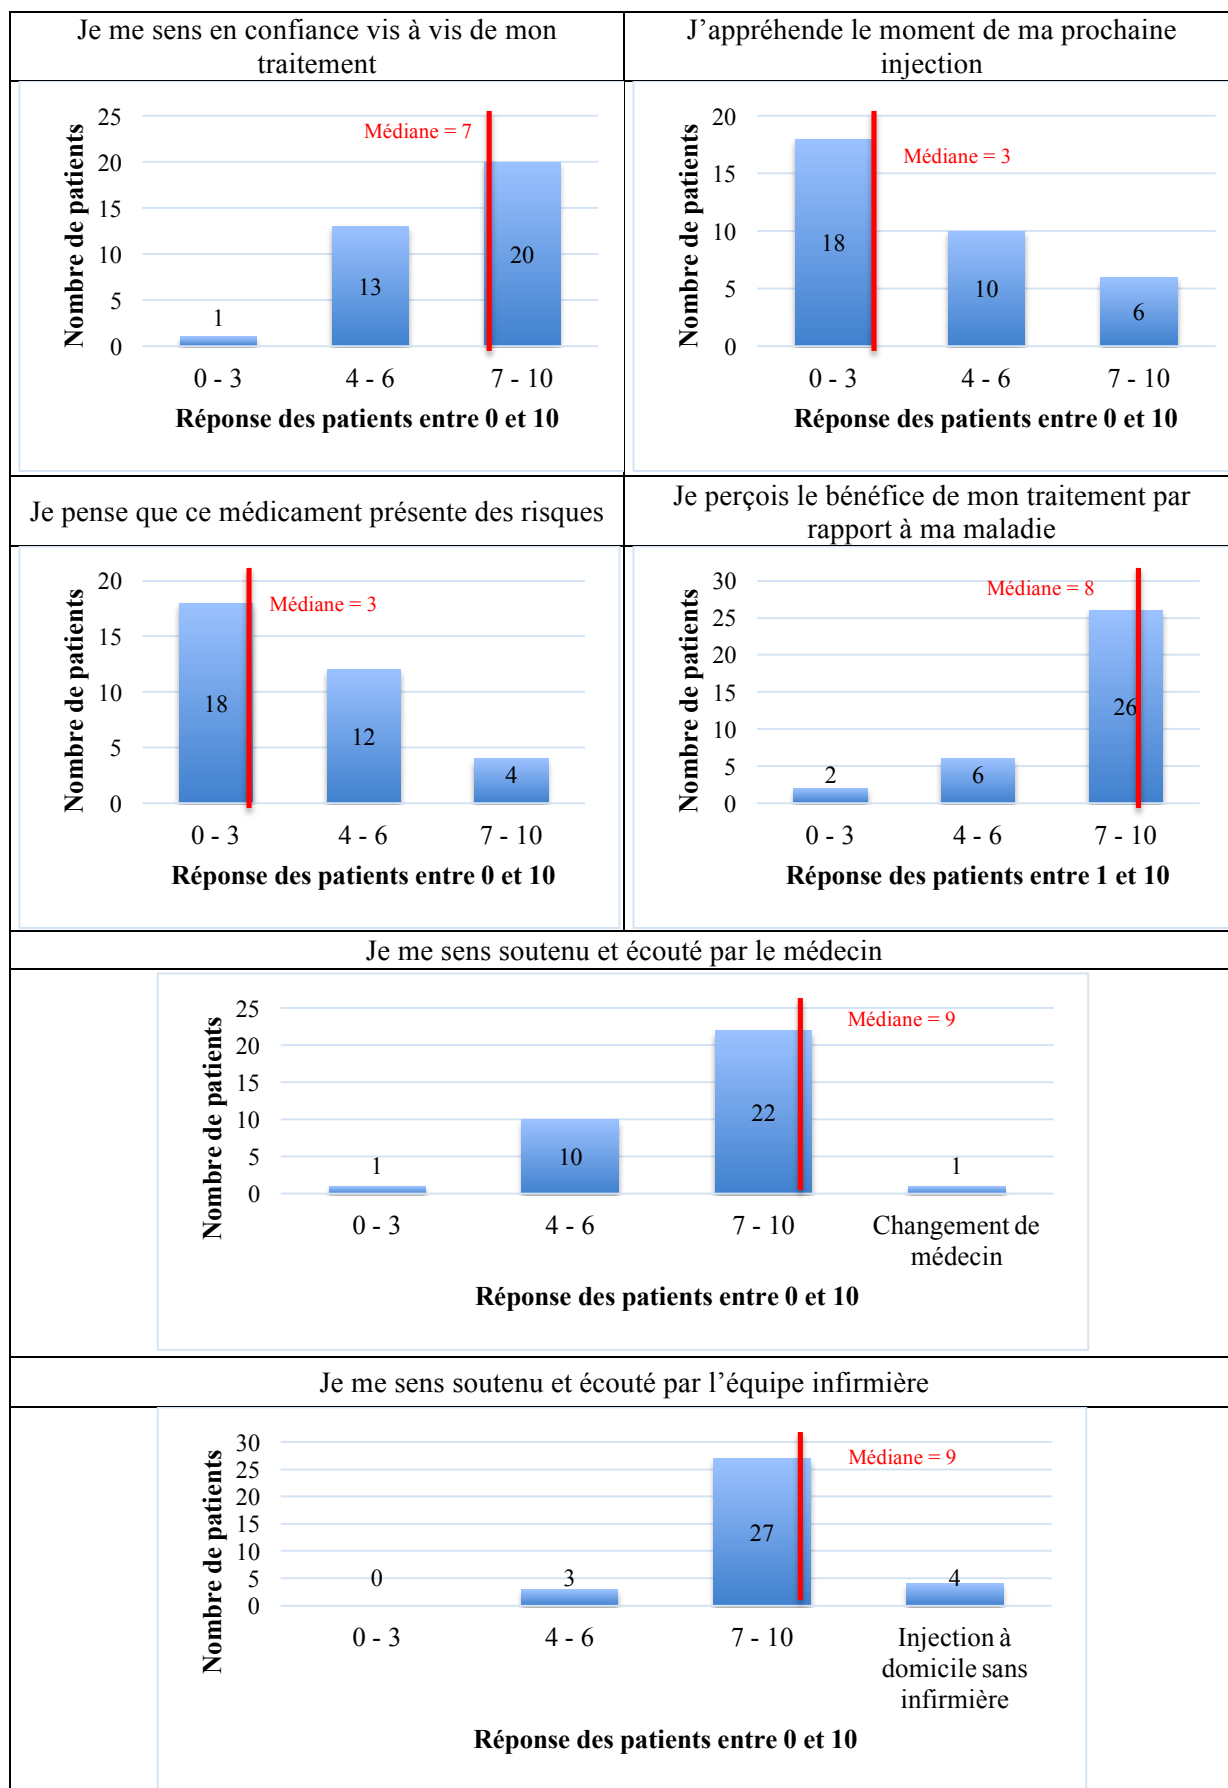 Je me sens en confiance vis à vis de mon
traitement
J’appréhende le moment de ma prochaine
injection
Nombre de patients
25
20
15
10
5
0
Médiane = 7
1
13
20
0 - 3
4 - 6
7 - 10
Réponse des patients entre 0 et 10
Nombre de patients
20
15
10
5
0
Médiane = 3
18
10
6
0 - 3
4 - 6
7 - 10
Réponse des patients entre 0 et 10
Je pense que ce médicament présente des risques
Je perçois le bénéfice de mon traitement par
rapport à ma maladie
Nombre de patients
20
15
10
5
0
Médiane = 3
18
12
4
0 - 3
4 - 6
7 - 10
Réponse des patients entre 0 et 10
Nombre de patients
30
25
20
15
10
5
0
Médiane = 8
2
6
26
0 - 3
4 - 6
7 - 10
Réponse des patients entre 1 et 10
Je me sens soutenu et écouté par le médecin
Nombre de patients
25
20
15
10
5
0
Médiane = 9
1
10
22
1
0 - 3
4 - 6
7 - 10
Changement de
médecin
Réponse des patients entre 0 et 10
Je me sens soutenu et écouté par l’équipe infirmière
Nombre de patients
30
25
20
15
10
5
0
Médiane = 9
0
3
27
4
0 - 3
4 - 6
7 - 10
Injection à
domicile sans
infirmière
Réponse des patients entre 0 et 10